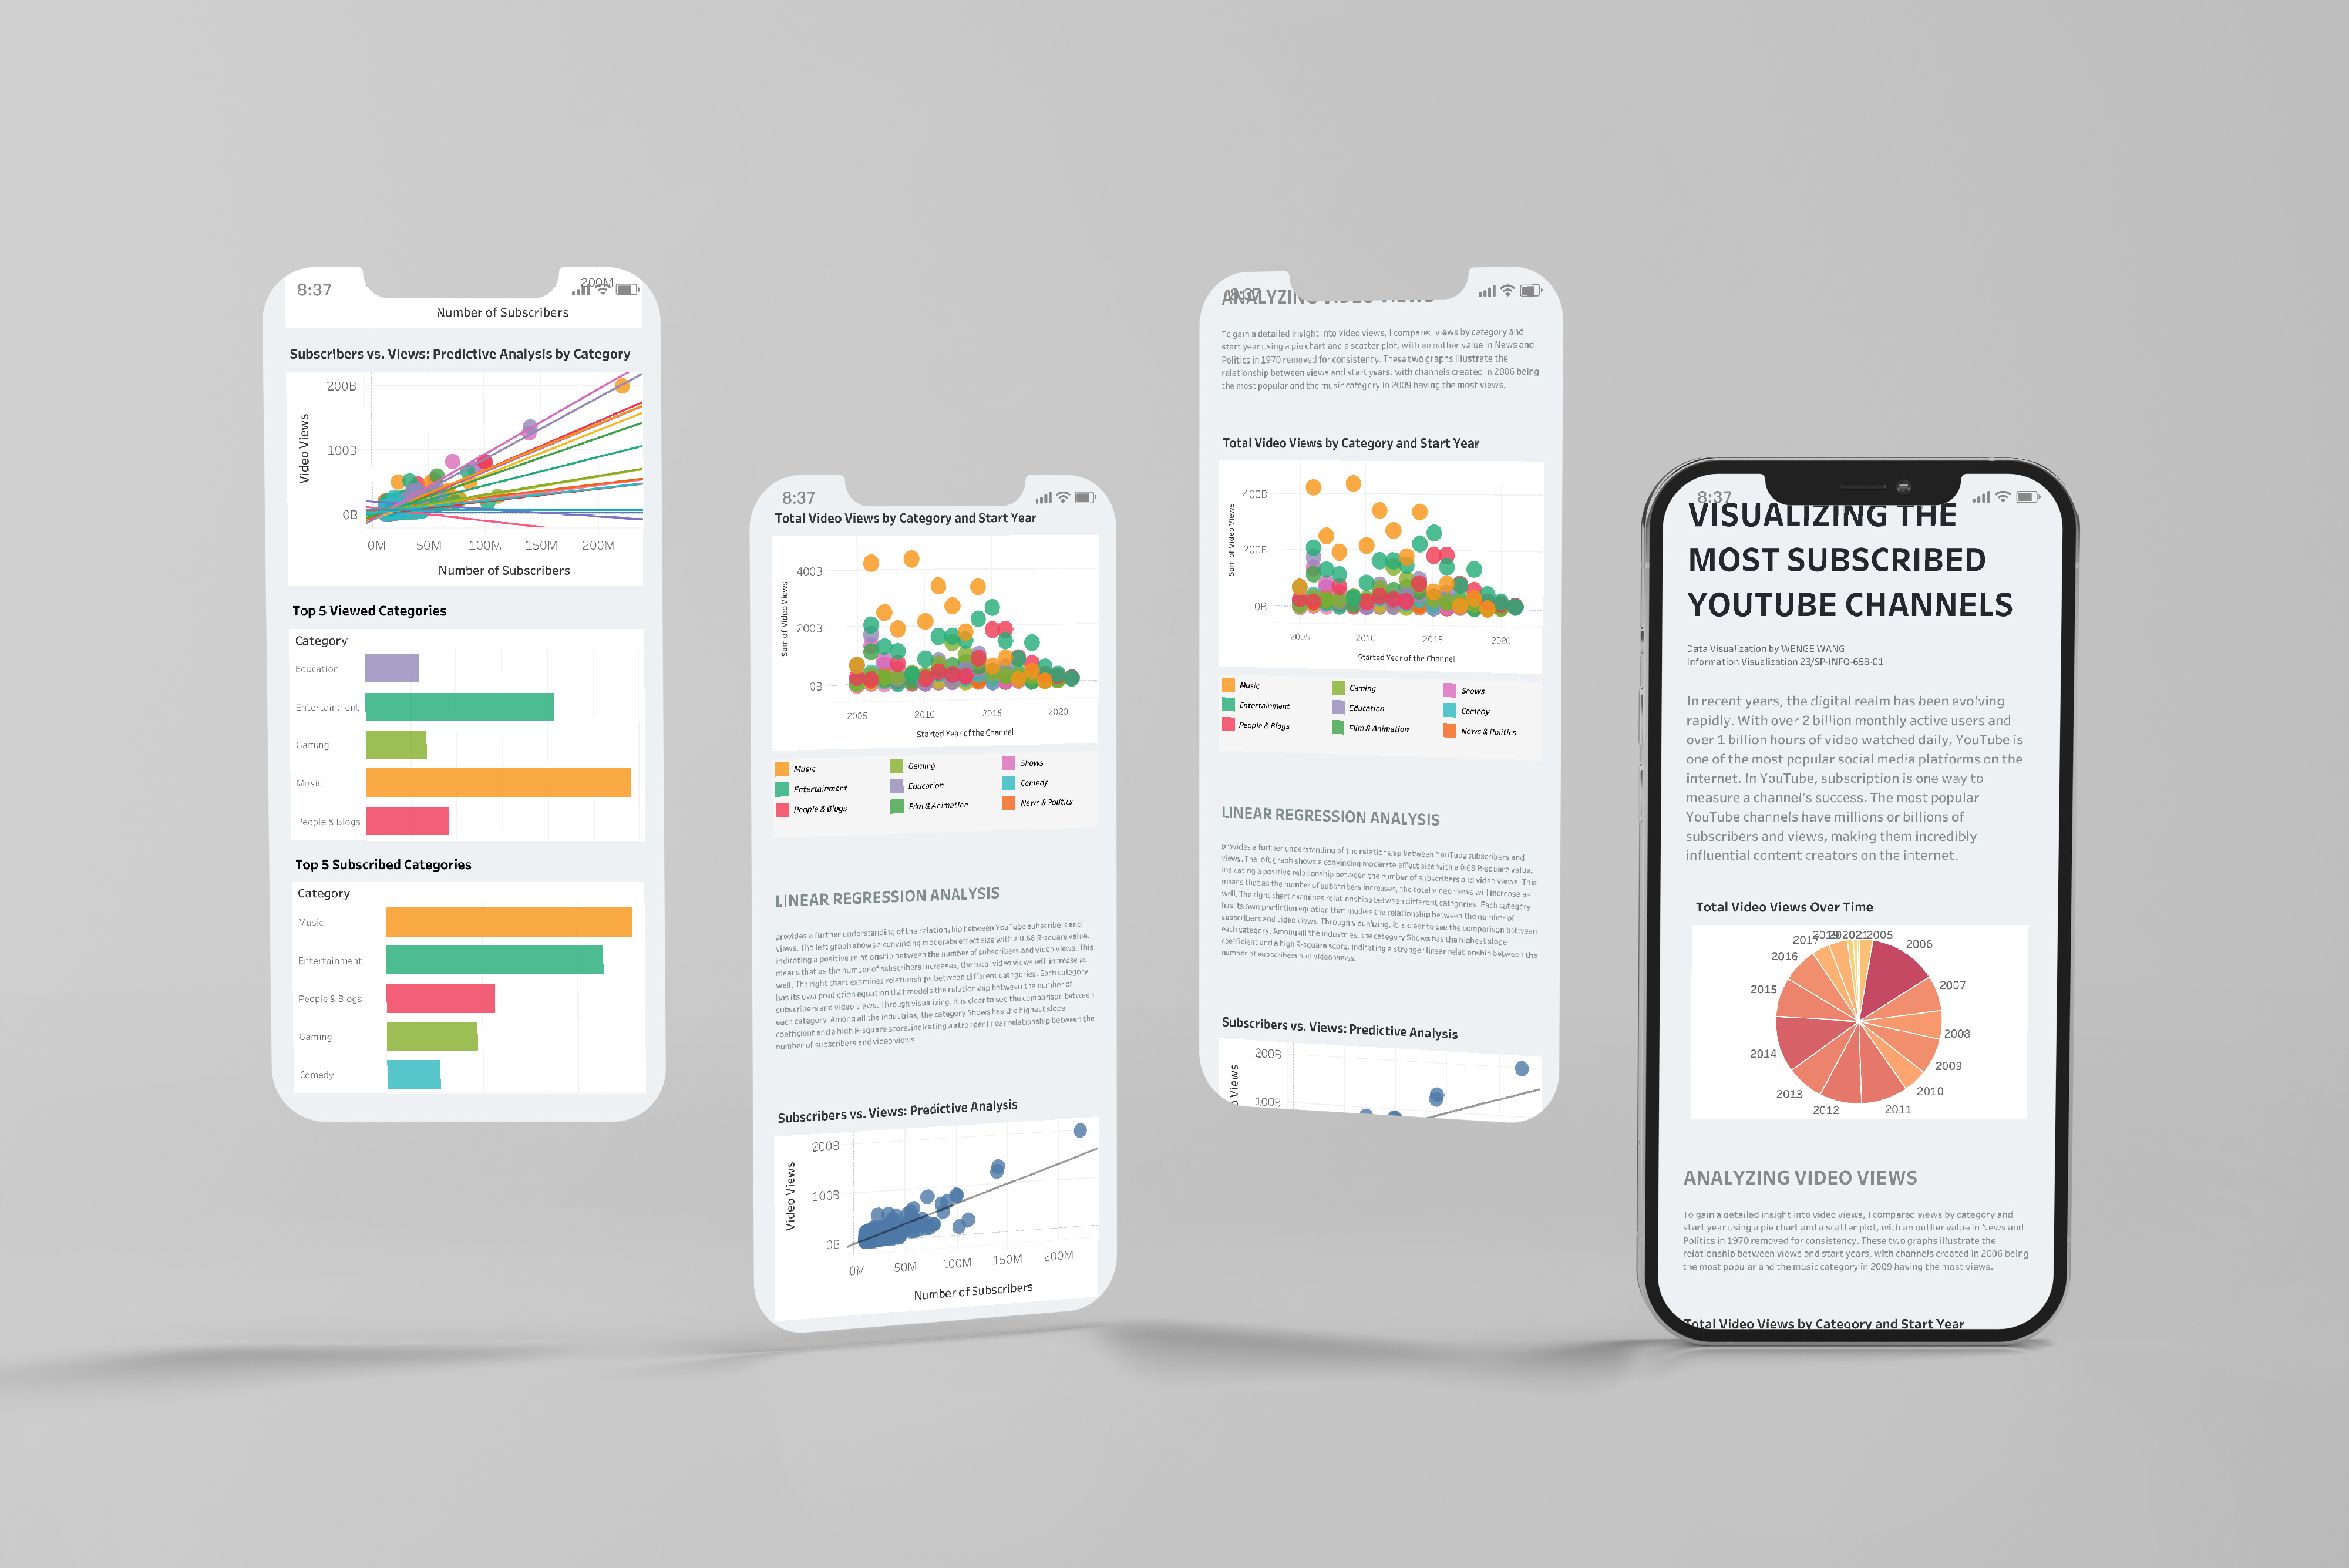 8:37
200M
Number of Subscribers
Subscribers vs. Views: Predictive Analysis by Category
Video Views
200B
100B
0B
0M 50M 100M 150M 200M
Number of Subscribers
Top 5 Viewed Categories
Category
Education
Entertainment
Gaming
Music
People & Blogs
Top 5 Subscribed Categories
Category
Music
Entertainment
People & Blogs
Gaming
Comedy
8:37
Total Video Views by Category and Start Year
Sum of Video Views
400B
200B
0B
2005 2010 2015 2020
Started Year of the Channel
Music Gaming Shows
Entertainment Education Comedy
People & Blogs Film & Animation News & Politics
LINEAR REGRESSION ANALYSIS
provides a further understanding of the relationship between YouTube subscribers and
views. The left graph shows a convincing moderate effect size with a 0.68 R-square value,
indicating a positive relationship between the number of subscribers and video views. This
means that as the number of subscribers increases, the total video views will increase as
well. The right chart examines relationships between different categories. Each category
has its own prediction equation that models the relationship between the number of
subscribers and video views. Through visualizing, it is clear to see the comparison between
each category. Among all the industries, the category Shows has the highest slope
coefficient and a high R-square score, indicating a stronger linear relationship between the
number of subscribers and video views
Subscribers vs. Views: Predictive Analysis
Video Views
200B
100B
0B
0M 50M 100M 150M 200M
Number of Subscribers
8:37
ANALYZING VIDEO VIEWS
To gain a detailed insight into video views, I compared views by category and
start year using a pie chart and a scatter plot, with an outlier value in News and
Politics in 1970 removed for consistency. These two graphs illustrate the
relationship between views and start years, with channels created in 2006 being
the most popular and the music category in 2009 having the most views.
Total Video Views by Category and Start Year
Sum of Video Views
400B
200B
0B
2005 2010 2015 2020
Started Year of the Channel
Music Gaming Shows
Entertainment Education Comedy
People & Blogs Film & Animation News & Politics
LINEAR REGRESSION ANALYSIS
provides a further understanding of the relationship between YouTube subscribers and
views. The left graph shows a convincing moderate effect size with a 0.68 R-square value,
indicating a positive relationship between the number of subscribers and video views. This
means that as the number of subscribers increases, the total video views will increase as
well. The right chart examines relationships between different categories. Each category
has its own prediction equation that models the relationship between the number of
subscribers and video views. Through visualizing, it is clear to see the comparison between
each category. Among all the industries, the category Shows has the highest slope
coefficient and a high R-square score, indicating a stronger linear relationship between the
number of subscribers and video views.
Subscribers vs. Views: Predictive Analysis
Views
200B
100B
8:37
VISUALIZING THE
MOST SUBSCRIBED
YOUTUBE CHANNELS
Data Visualization by WENGE WANG
Information Visualization 23/SP-INFO-658-01
In recent years, the digital realm has been evolving
rapidly. With over 2 billion monthly active users and
over 1 billion hours of video watched daily, YouTube is
one of the most popular social media platforms on the
internet. In YouTube, subscription is one way to
measure a channel's success. The most popular
YouTube channels have millions or billions of
subscribers and views, making them incredibly
influential content creators on the internet.
Total Video Views Over Time
2005
2006
2007
2008
2009
2010
2011
2012
2013
2014
2015
2016
2017
2021
ANALYZING VIDEO VIEWS
To gain a detailed insight into video views, I compared views by category and
start year using a pie chart and a scatter plot, with an outlier value in News and
Politics in 1970 removed for consistency. These two graphs illustrate the
relationship between views and start years, with channels created in 2006 being
the most popular and the music category in 2009 having the most views.
Total Video Views by Category and Start Year